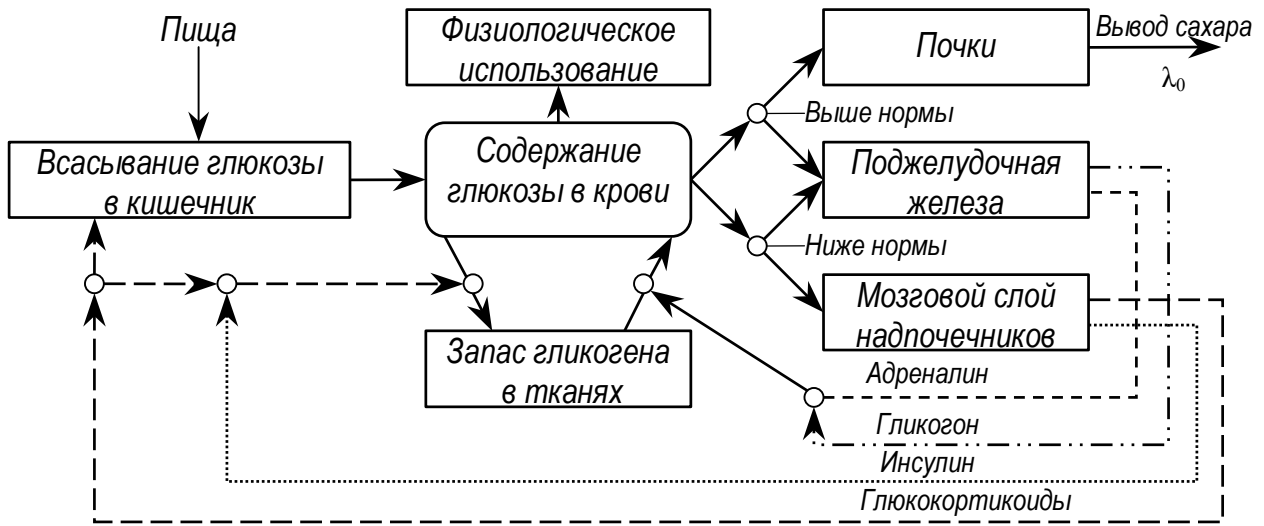 Пища
Физиологическое
использование
Почки
Вывод сахара
λ0
Выше нормы
Всасывание глюкозы
в кишечник
Содержание
глюкозы в крови
Поджелудочная
железа
Ниже нормы
Запас гликогена
в тканях
Мозговой слой
надпочечников
Адреналин
Гликогон
Инсулин
Глюкокортикоиды